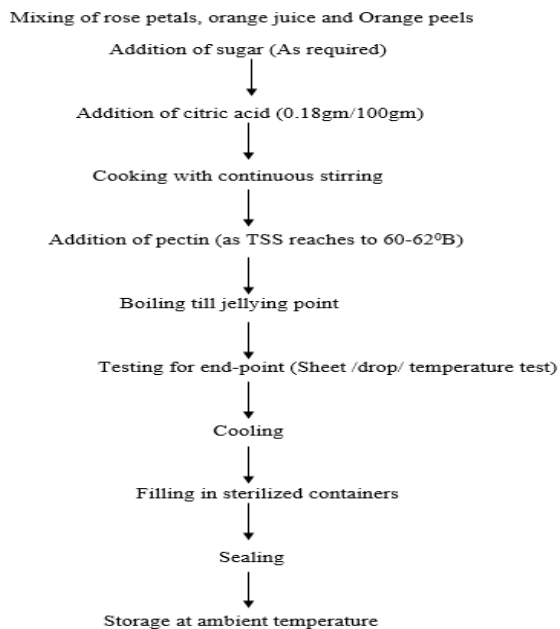 Mixing of rose petals, orange juice and Orange peels
Addition of sugar (As required)
Addition of citric acid (0.18gm/100gm)
Cooking with continuous stirring
Addition of pectin (as TSS reaches to 60-62⁰B)
Boiling till jellying point
Testing for end-point (Sheet /drop/ temperature test)
Cooling
Filling in sterilized containers
Sealing
Storage at ambient temperature